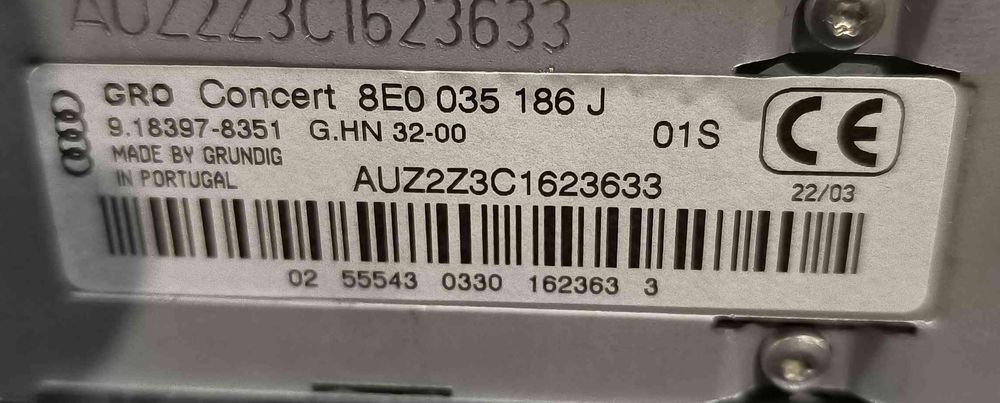 AUZ2Z3C1623633
GRO Concert 8E0 035 186 J
9.18397-8351 G.HN 32-00 01S
MADE BY GRUNDIG
IN PORTUGAL
AUZ2Z3C1623633
CE
22/03
02 55543 0330 162363 3